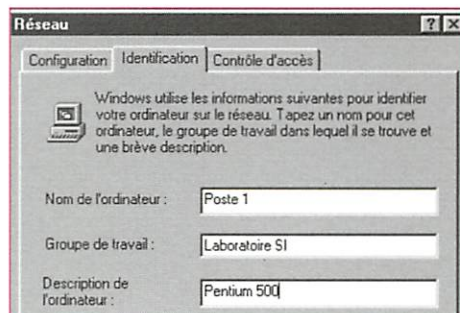 Réseau
Configuration Identification Contrôle d'accès
Windows utilise les informations suivantes pour identifier
votre ordinateur sur le réseau. Tapez un nom pour cet
ordinateur, le groupe de travail dans lequel il se trouve et
une brève description.
Nom de l'ordinateur : Poste 1
Groupe de travail : Laboratoire SI
Description de
l'ordinateur : Pentium 500